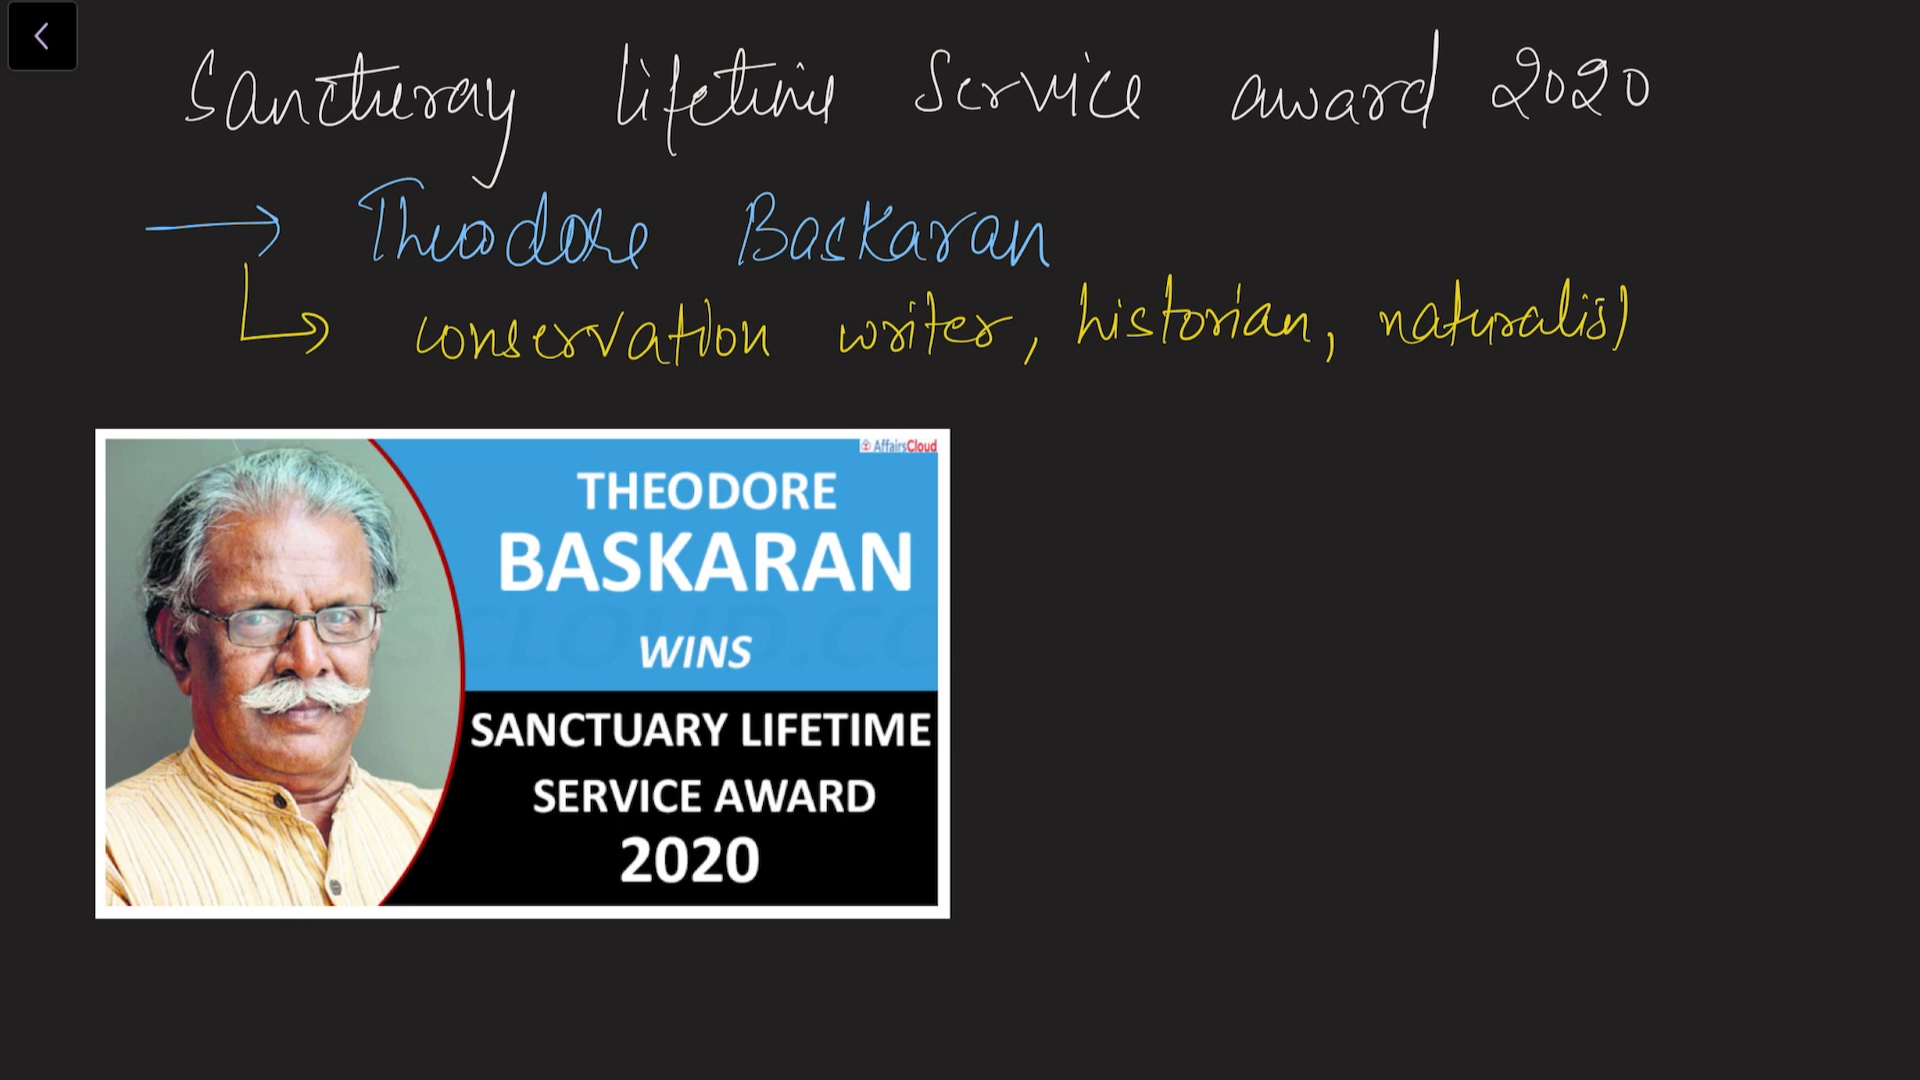 Sancturay lifetime Service award 2020
→ Theodore Baskaran
↳ conservation writer, historian, naturalist
AffairsCloud
THEODORE
BASKARAN
WINS
SANCTUARY LIFETIME
SERVICE AWARD
2020